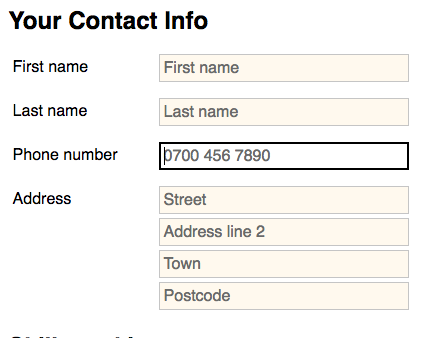 Your Contact Info
First name First name
Last name Last name
Phone number 0700 456 7890
Address Street
Address line 2
Town
Postcode